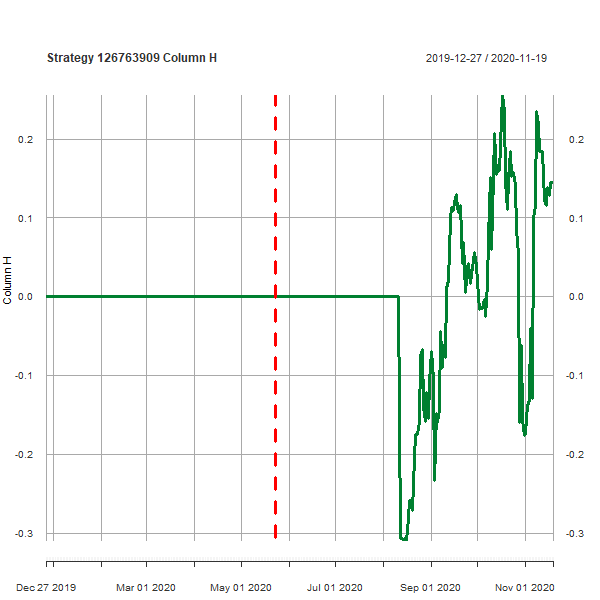 Strategy 126763909 Column H
2019-12-27 / 2020-11-19
Column H
0.2
0.1
0.0
-0.1
-0.2
-0.3
0.2
0.1
0.0
-0.1
-0.2
-0.3
Dec 27 2019
Mar 01 2020
May 01 2020
Jul 01 2020
Sep 01 2020
Nov 01 2020